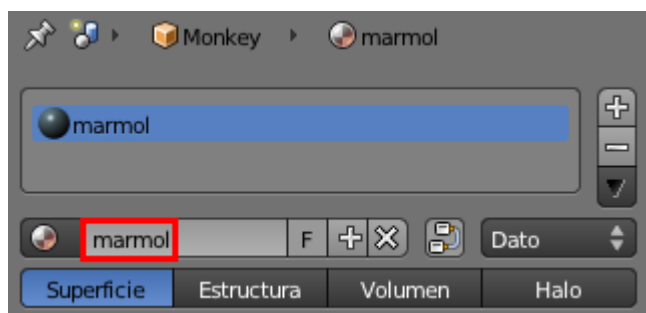 Monkey marmol
marmol
marmol F Dato
Superficie Estructura Volumen Halo